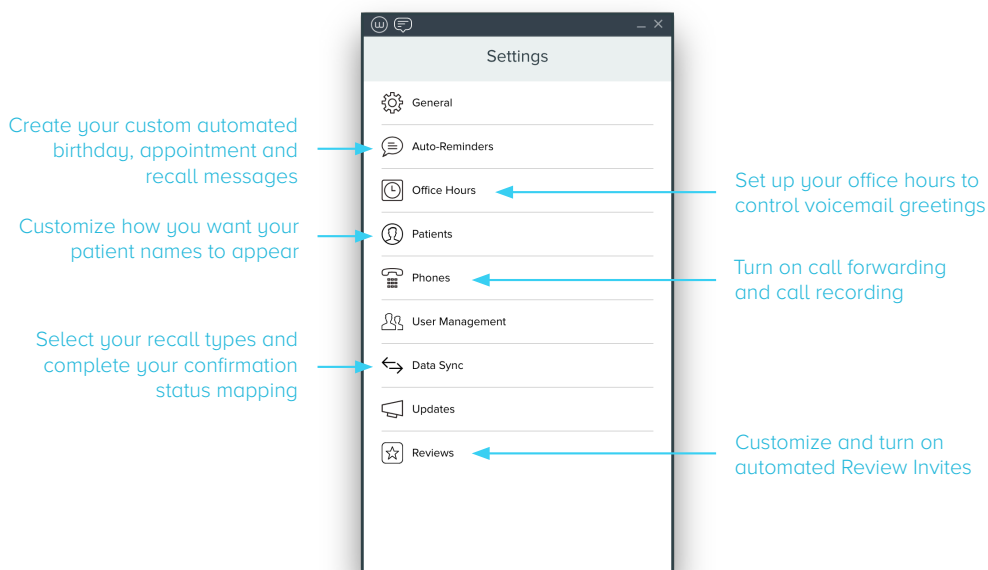 Settings
General
Create your custom automated
birthday, appointment and
recall messages
Auto-Reminders
Office Hours
Set up your office hours to
control voicemail greetings
Customize how you want your
patient names to appear
Patients
Phones
Turn on call forwarding
and call recording
User Management
Select your recall types and
complete your confirmation
status mapping
Data Sync
Updates
Reviews
Customize and turn on
automated Review Invites